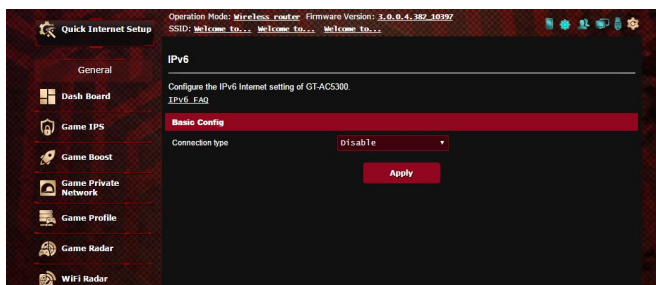 Quick Internet Setup
Operation Mode: Wireless router Firmware Version: 3.0.0.4.382_10397
SSID: Welcome to... Welcome to... Welcome to...
General
Dash Board
Game IPS
Game Boost
Game Private
Network
Game Profile
Game Radar
WiFi Radar
IPv6
Configure the IPv6 Internet setting of GT-AC5300.
IPv6 FAQ
Basic Config
Connection type
Disable
Apply